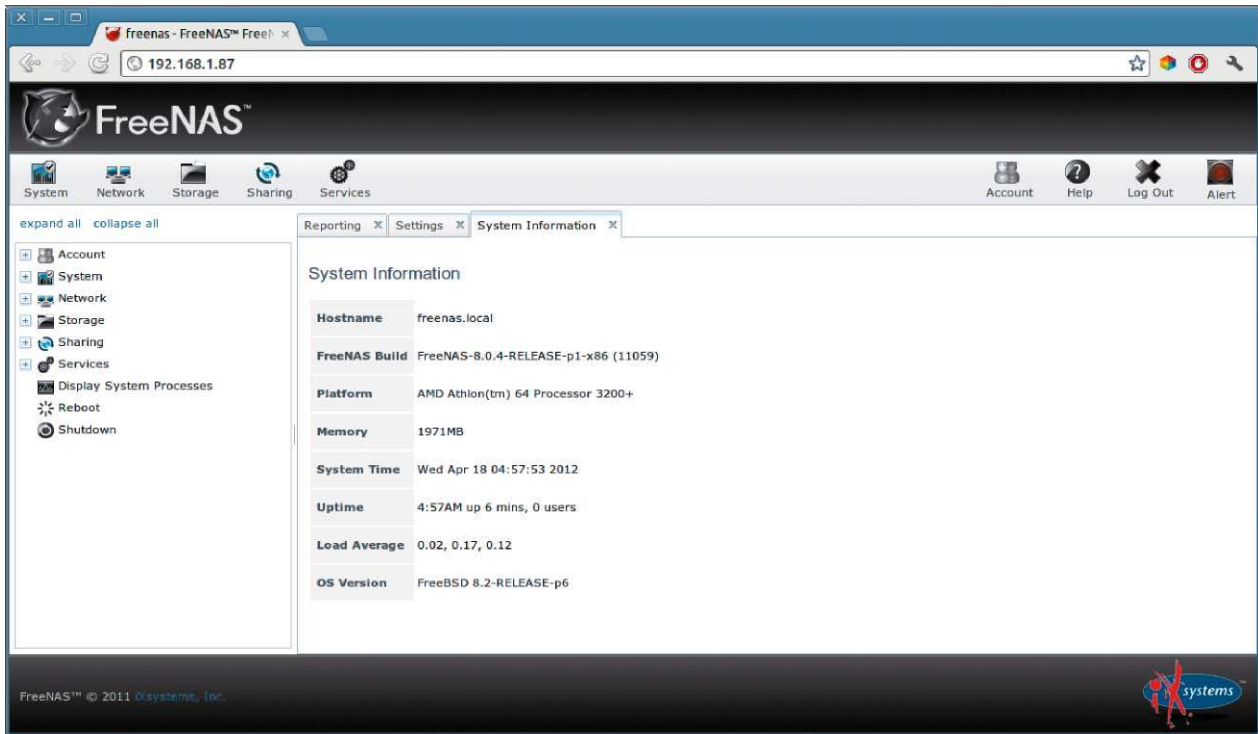 freenas - FreeNAS™ FreeN
192.168.1.87
FreeNAS™
System Network Storage Sharing Services Account Help Log Out Alert
expand all collapse all
Account
System
Network
Storage
Sharing
Services
Display System Processes
Reboot
Shutdown
Reporting Settings System Information
System Information
Hostname freenas.local
FreeNAS Build FreeNAS-8.0.4-RELEASE-p1-x86 (11059)
Platform AMD Athlon(tm) 64 Processor 3200+
Memory 1971MB
System Time Wed Apr 18 04:57:53 2012
Uptime 4:57AM up 6 mins, 0 users
Load Average 0.02, 0.17, 0.12
OS Version FreeBSD 8.2-RELEASE-p6
FreeNAS™ © 2011 iXsystems, Inc.
iXsystems™